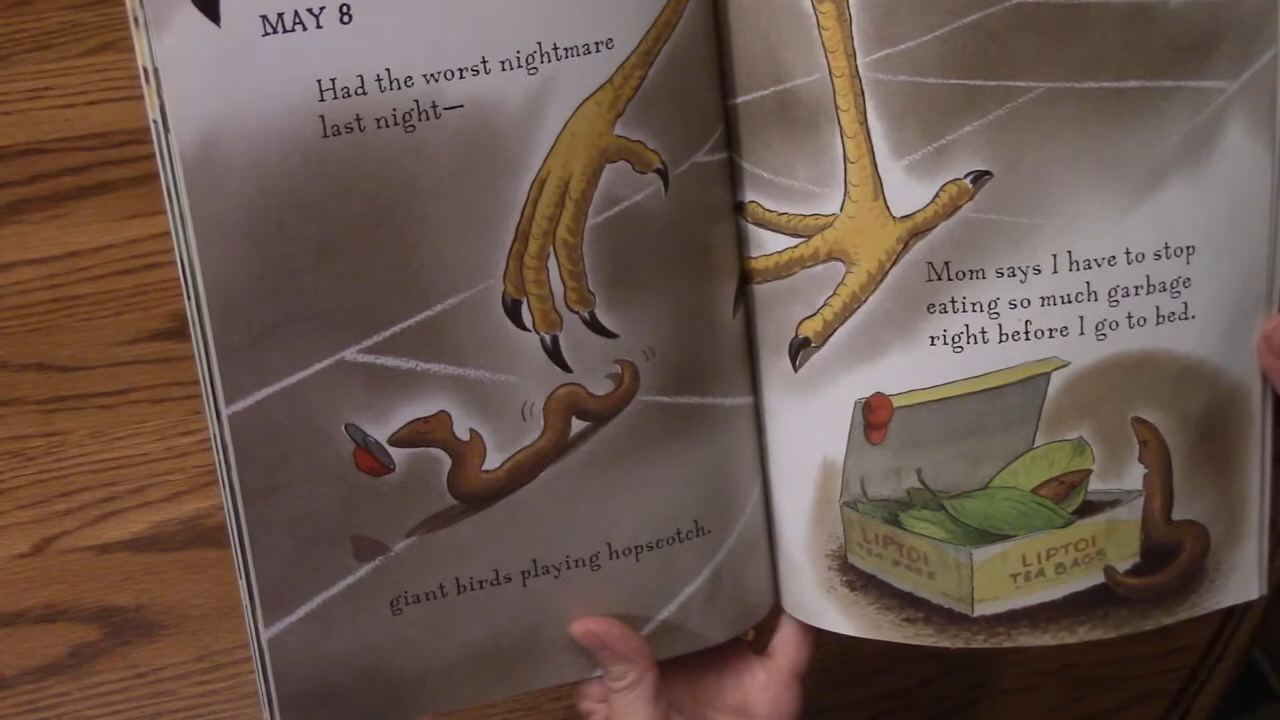 MAY 8
Had the worst nightmare
last night—
giant birds playing hopscotch.
Mom says I have to stop
eating so much garbage
right before I go to bed.
LIPTOI
TEA BAGS
LIPTOI
TEA BAGS